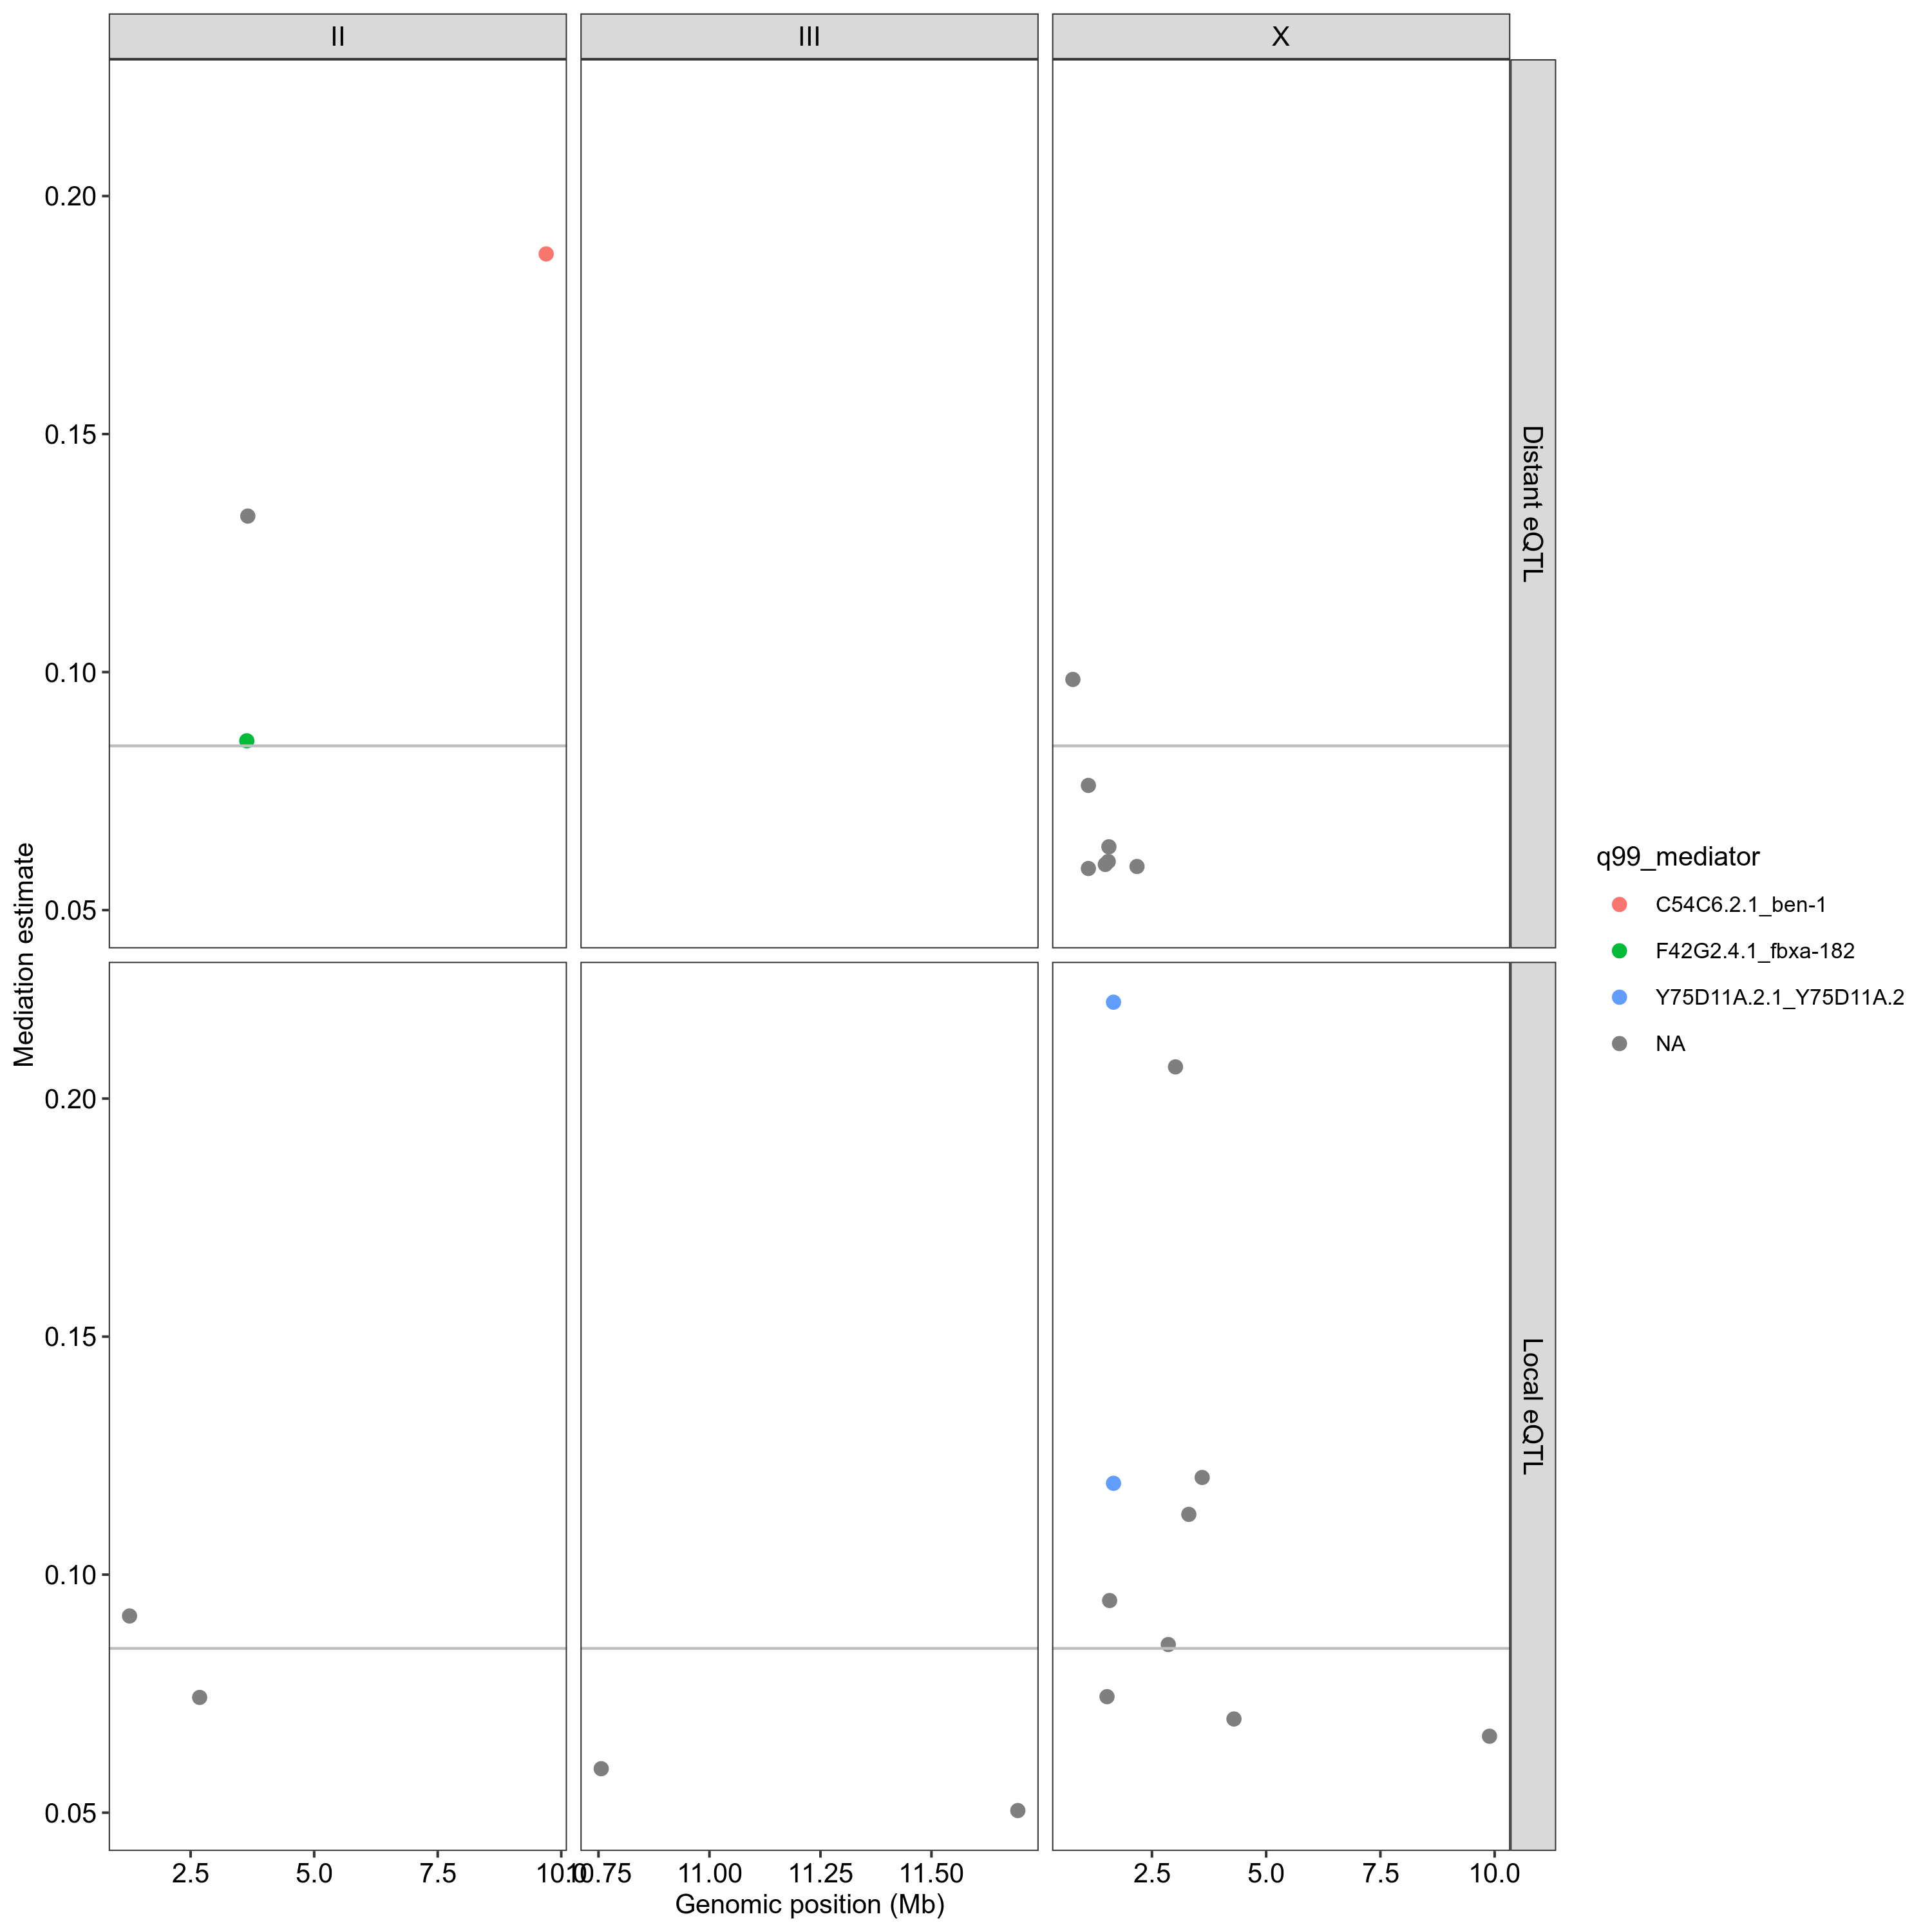 II
III
X
Distant eQTL
0.20
0.15
0.10
0.05
Mediation estimate
q99_mediator
C54C6.2.1_ben-1
F42G2.4.1_fbxa-182
Y75D11A.2.1_Y75D11A.2
NA
Local eQTL
0.20
0.15
0.10
0.05
2.5 5.0 7.5 10.0 10.75 11.00 11.25 11.50 2.5 5.0 7.5 10.0
Genomic position (Mb)